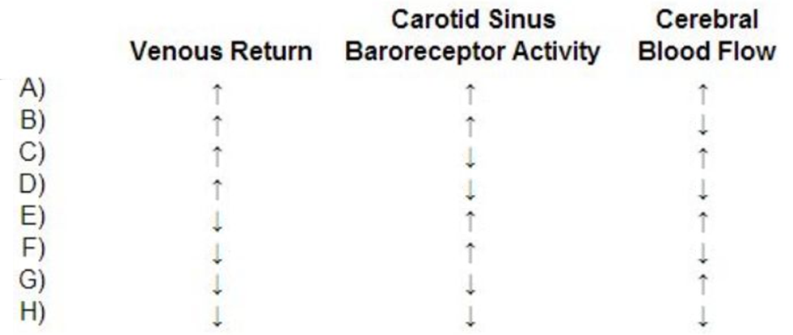 Carotid Sinus Cerebral
Venous Return Baroreceptor Activity Blood Flow
A) ↑ ↑ ↑
B) ↑ ↑ ↓
C) ↑ ↓ ↑
D) ↑ ↓ ↓
E) ↓ ↑ ↑
F) ↓ ↑ ↓
G) ↓ ↓ ↑
H) ↓ ↓ ↓